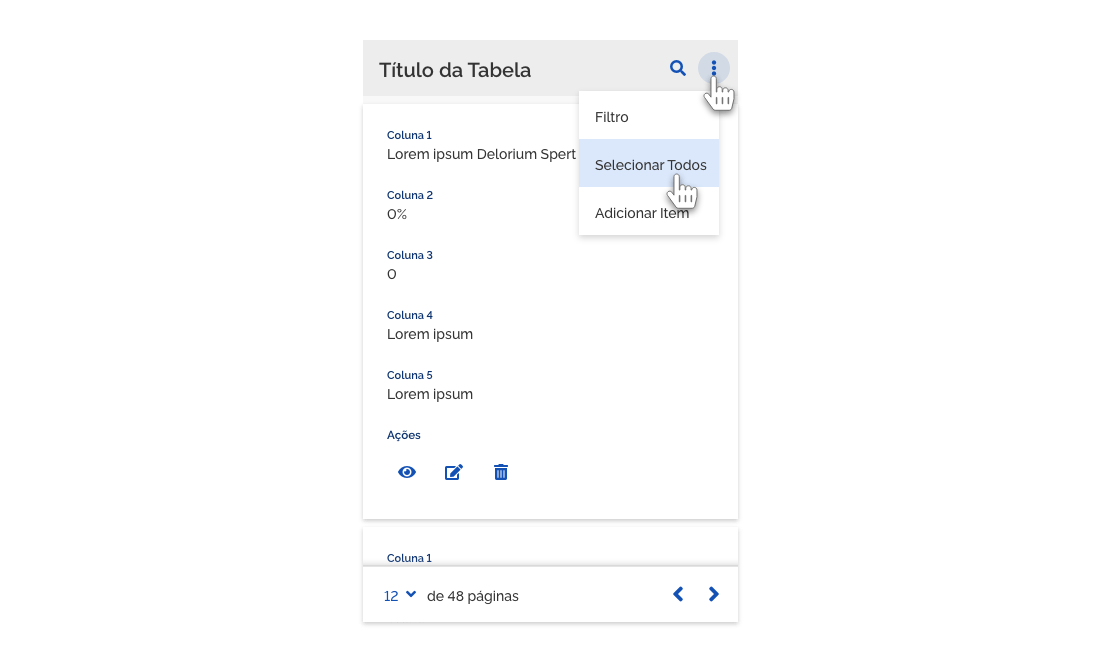 Título da Tabela
Filtro
Selecionar Todos
Adicionar Item
Coluna 1
Lorem ipsum Delorium Spert
Coluna 2
0%
Coluna 3
0
Coluna 4
Lorem ipsum
Coluna 5
Lorem ipsum
Ações
Coluna 1
12 de 48 páginas